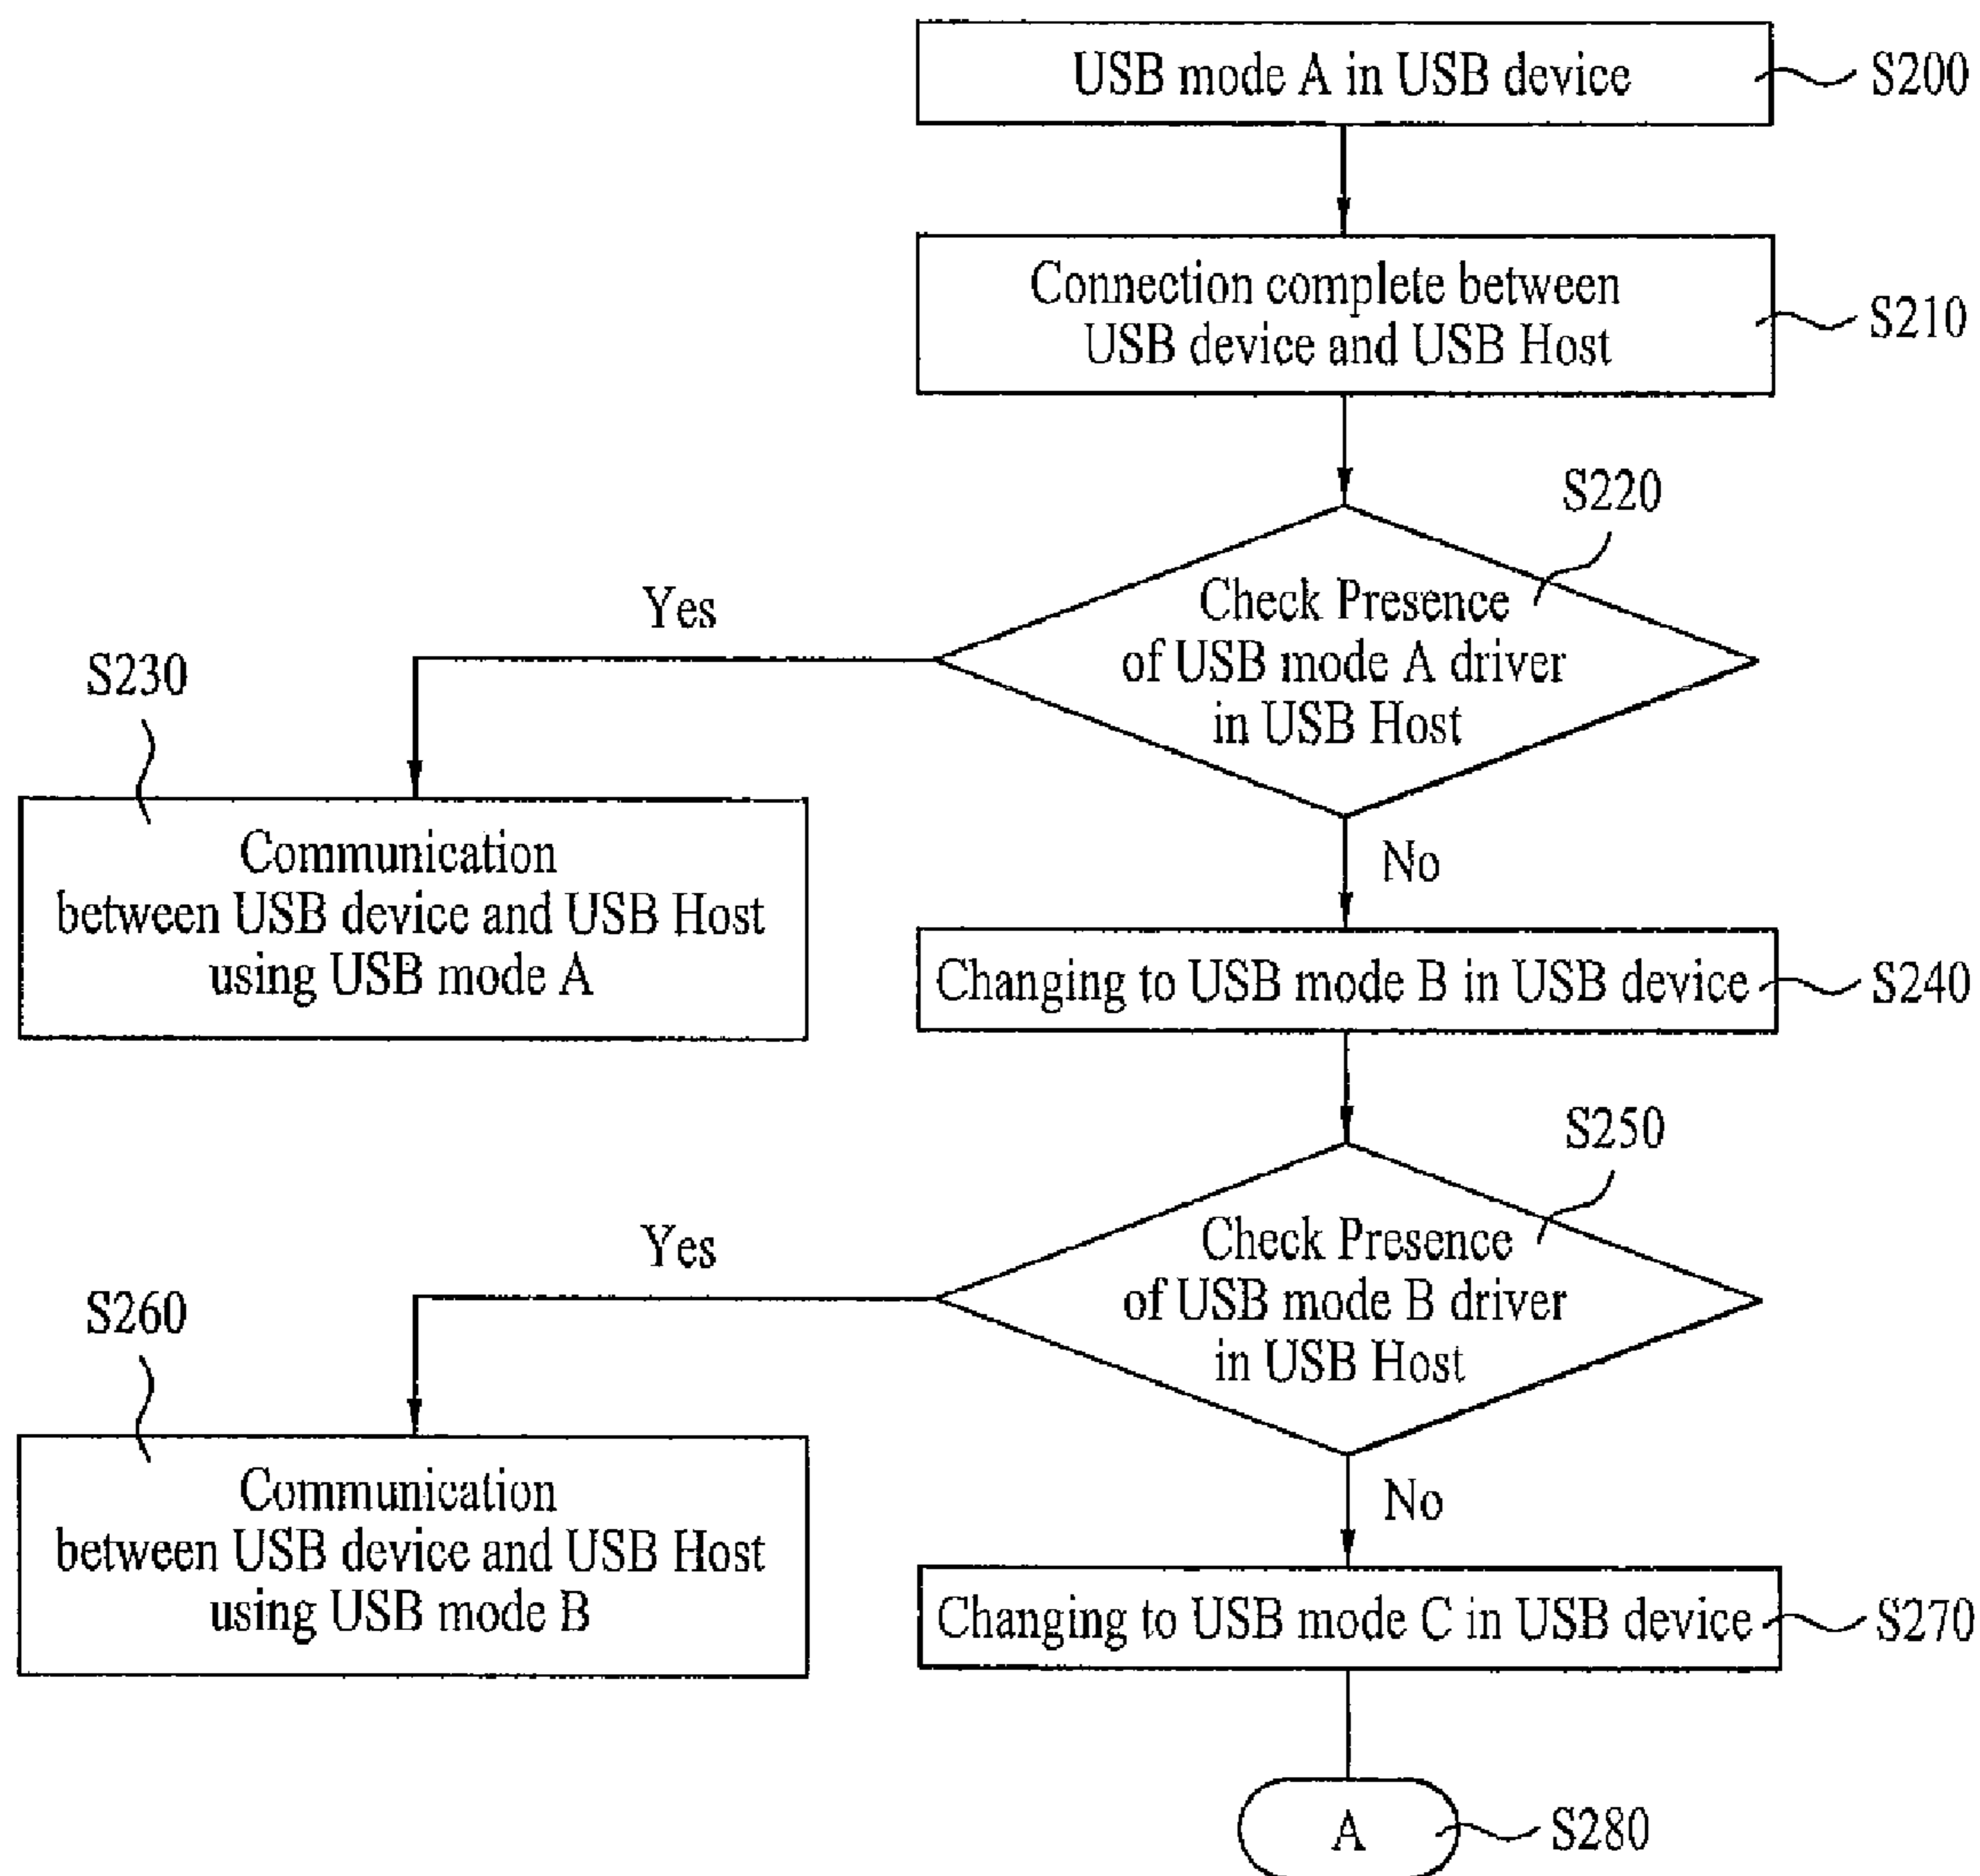 USB mode A in USB device
S200
Connection complete between
USB device and USB Host
S210
S220
Check Presence
of USB mode A driver
in USB Host
Yes
S230
Communication
between USB device and USB Host
using USB mode A
No
Changing to USB mode B in USB device
S240
S250
Check Presence
of USB mode B driver
in USB Host
Yes
S260
Communication
between USB device and USB Host
using USB mode B
No
Changing to USB mode C in USB device
S270
A
S280